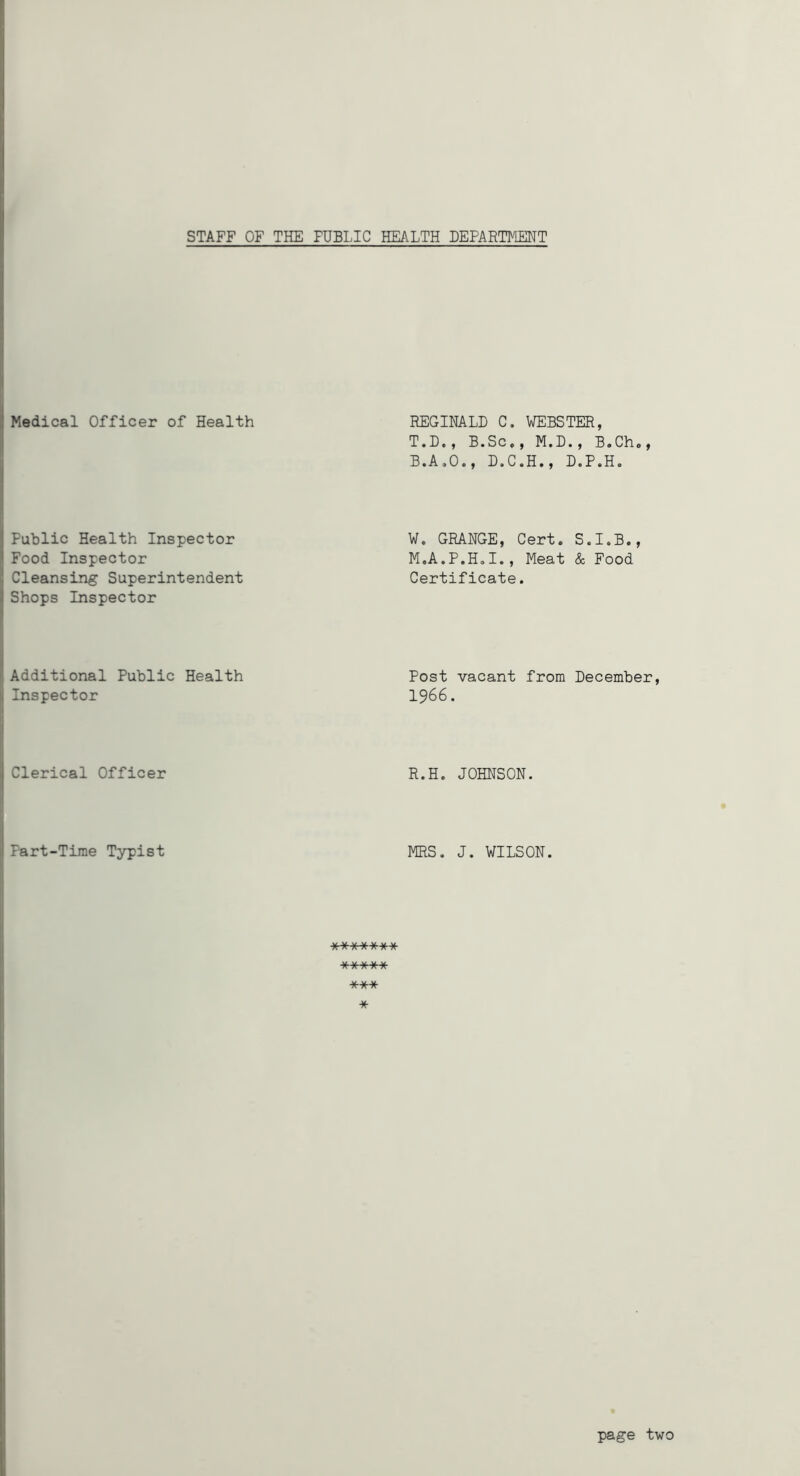 STAFF OF THE PUBLIC HEALTH DEPARTMENT
Medical Officer of Health
REGINALD C. WEBSTER,
T.D., B.Sc., M.D., B.Ch.,
B.A.O., D.C.H., D.P.H.
Public Health Inspector
Food Inspector
Cleansing Superintendent
Shops Inspector
W. GRANGE, Cert. S.I.B.,
M.A.P.H.I., Meat & Food
Certificate.
Additional Public Health
Inspector
Post vacant from December,
1966.
Clerical Officer
R.H. JOHNSON.
Part-Time Typist
MRS. J. WILSON.
*******
*****
***
*
page two